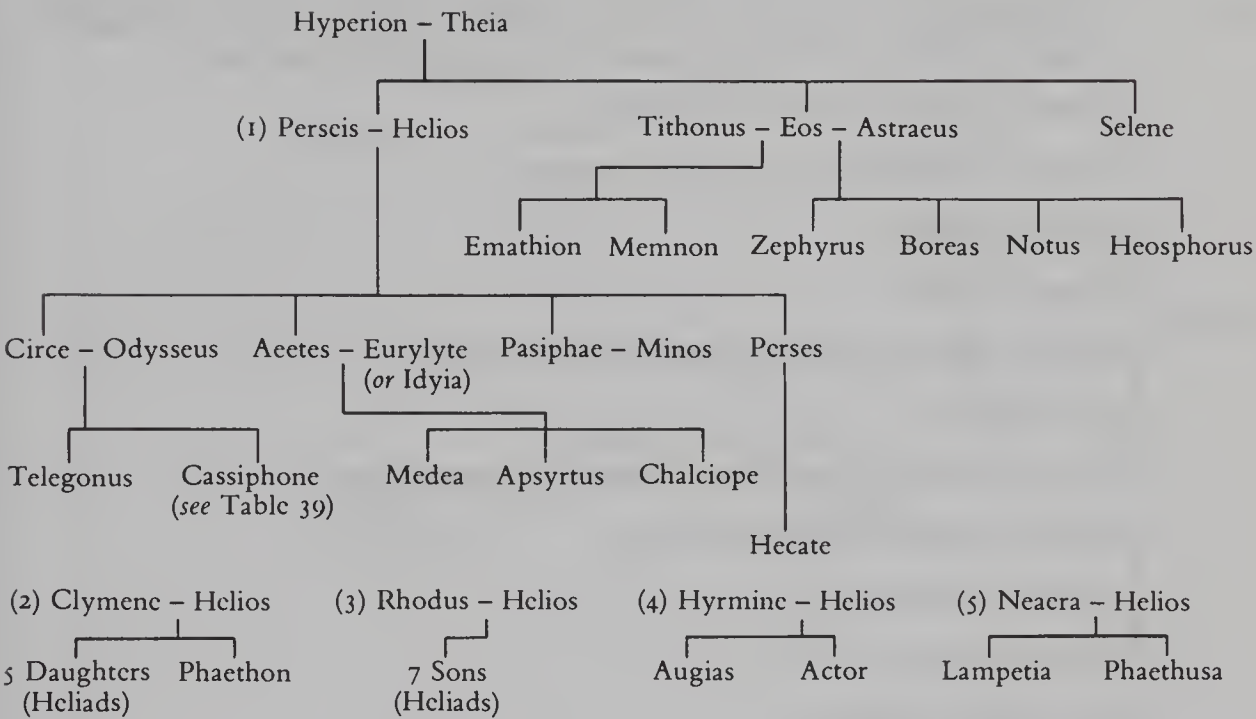 Hyperion – Theia
(1) Perseis – Helios
Tithonus – Eos – Astraeus
Selene
Emathion Memnon Zephyrus Boreas Notus Heosphorus
Circe – Odysseus Aeetes – Eurylyte Pasiphae – Minos Perses
(or Idyia)
Telegonus Cassiphone Medea Apsyrtus Chalciope
(see Table 39)
Hecate
(2) Clymene – Helios (3) Rhodus – Helios (4) Hyrmine – Helios (5) Neaera – Helios
5 Daughters Phaethon 7 Sons Augias Actor Lampetia Phaethusa
(Heliads) (Heliads)